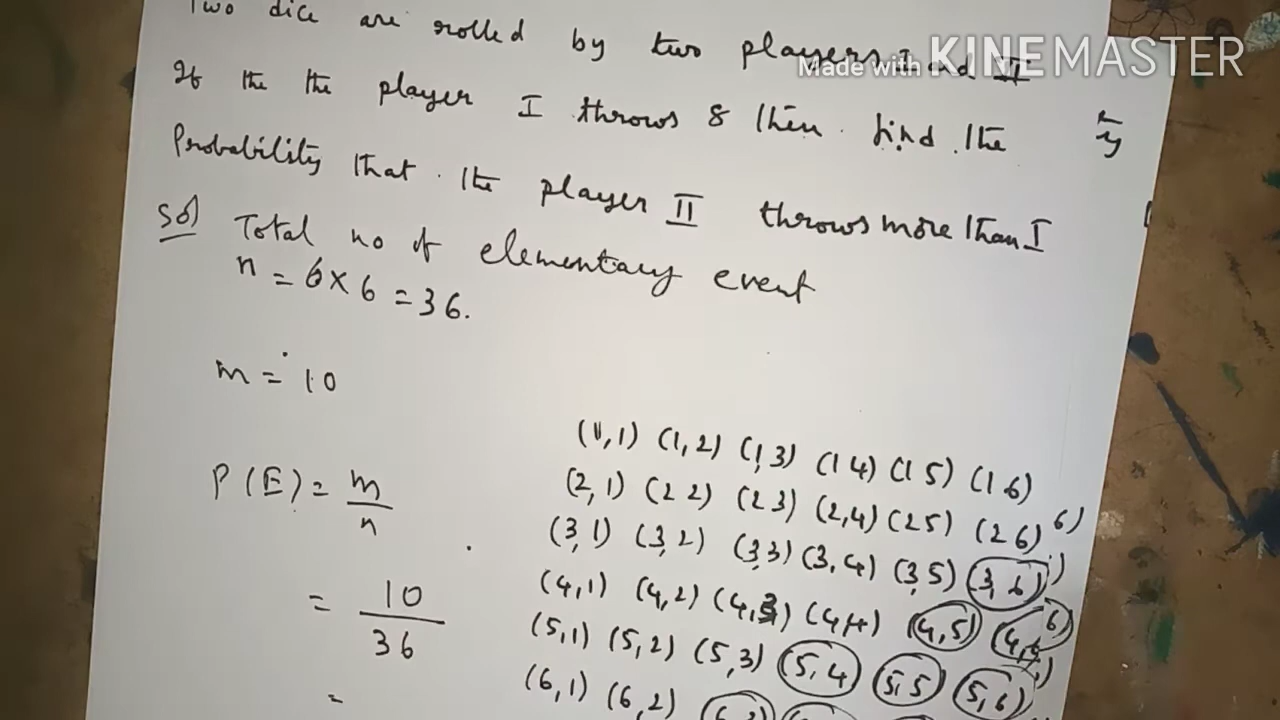 Two dice are rolled by two players I and II
Made with KINEMASTER
If the the player I throws 8 then find the
Probability that the player II throws more than I
Sol Total no of elementary event
n = 6 x 6 = 36.
m = 10
P(E) = m/n
= 10/36
=
(1,1) (1,2) (1,3) (1 4) (1 5) (1 6)
(2,1) (2 2) (2 3) (2,4) (2 5) (2 6) 6)
(3,1) (3,2) (3,3) (3,4) (3,5) (3,6)
(4,1) (4,2) (4,3) (4,4) (4,5) 6)
(5,1) (5,2) (5,3) (5,4) (5,5) (5,6)
(6,1) (6,2)